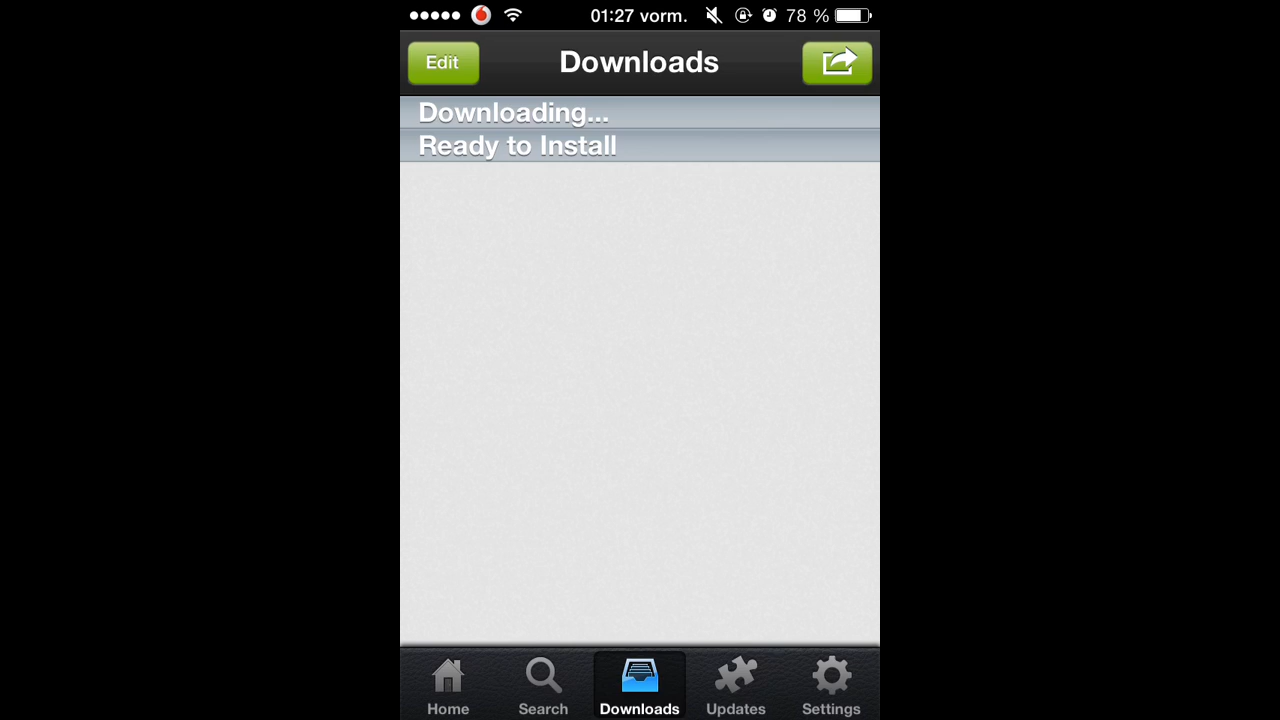 01:27 vorm. 78 %
Edit Downloads
Downloading...
Ready to Install
Home Search Downloads Updates Settings